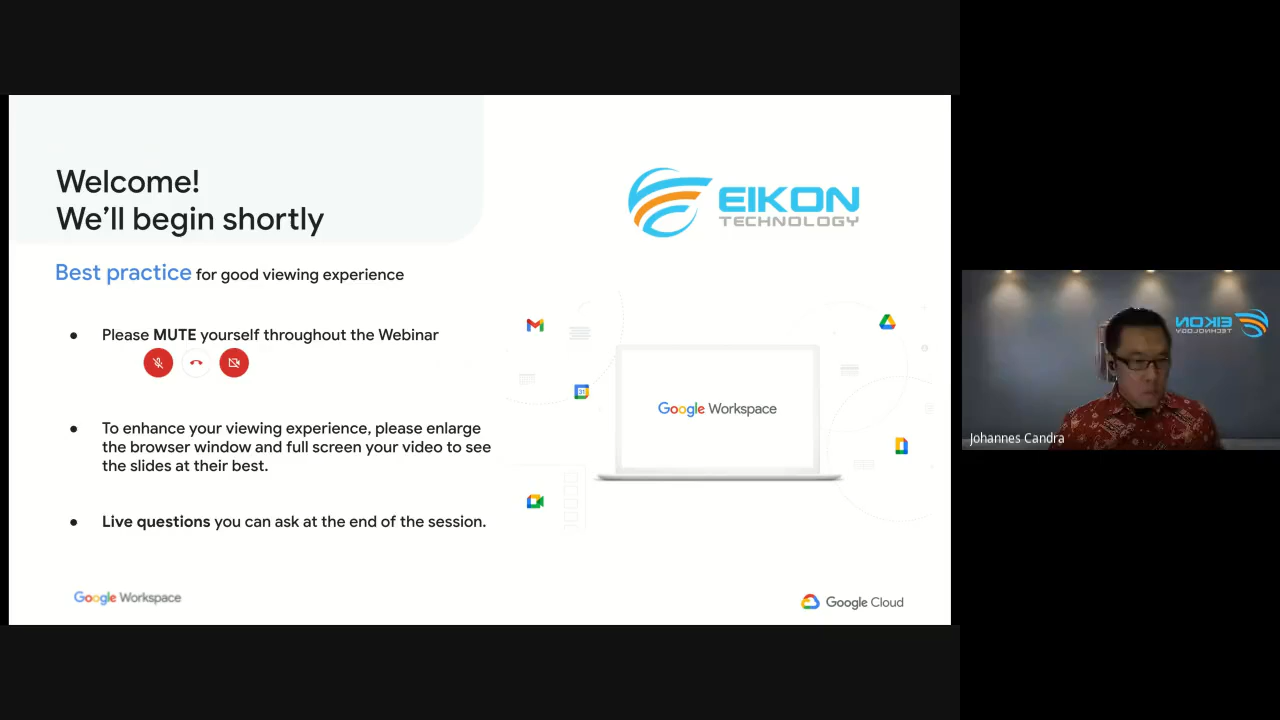 Welcome!
We'll begin shortly
EIKON
TECHNOLOGY
Best practice for good viewing experience
● Please MUTE yourself throughout the Webinar
● To enhance your viewing experience, please enlarge
the browser window and full screen your video to see
the slides at their best.
● Live questions you can ask at the end of the session.
Google Workspace
Google Workspace
Google Cloud
EIKON
TECHNOLOGY
Johannes Candra